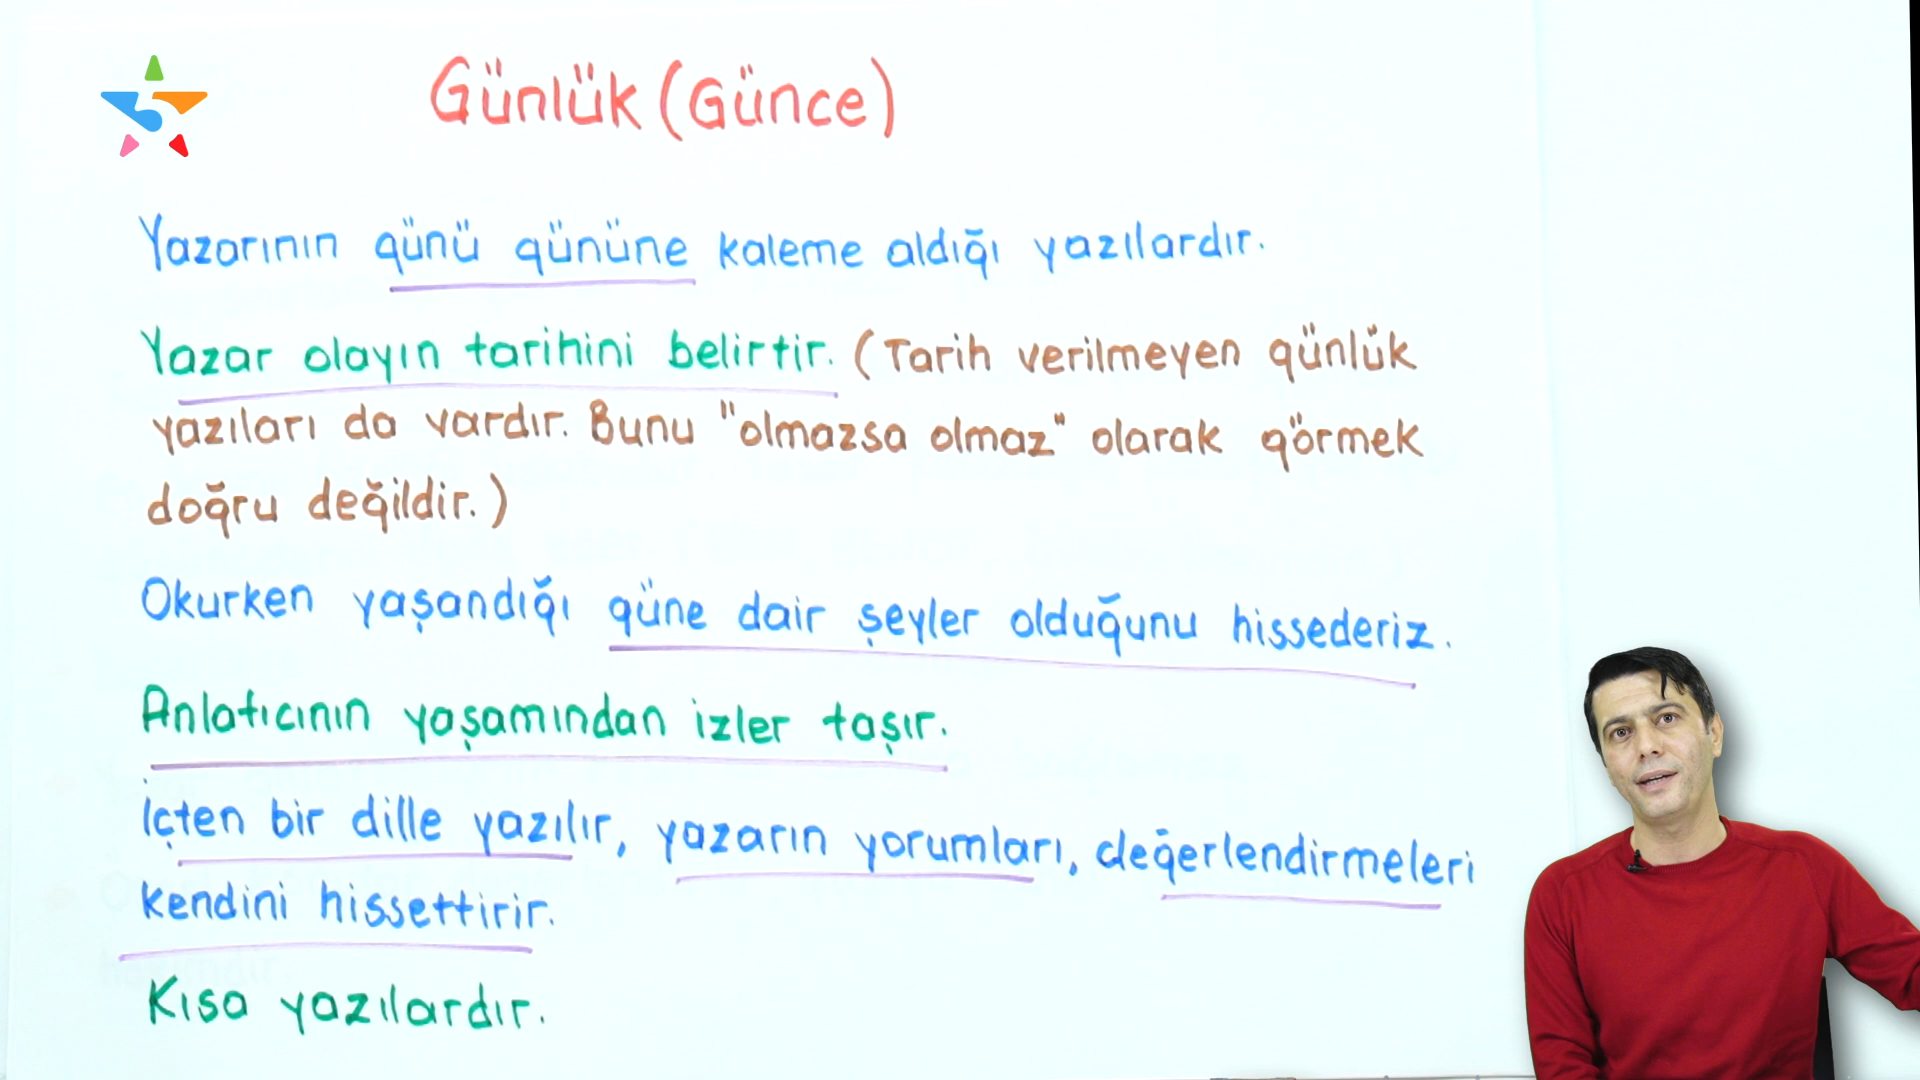 Günlük (Günce)
Yazarının günü gününe kaleme aldığı yazılardır.
Yazar olayın tarihini belirtir. (Tarih verilmeyen günlük
yazıları da vardır. Bunu "olmazsa olmaz" olarak görmek
doğru değildir.)
Okurken yaşandığı güne dair şeyler olduğunu hissederiz.
Anlatıcının yaşamından izler taşır.
İçten bir dille yazılır, yazarın yorumları, değerlendirmeleri
kendini hissettirir.
Kısa yazılardır.